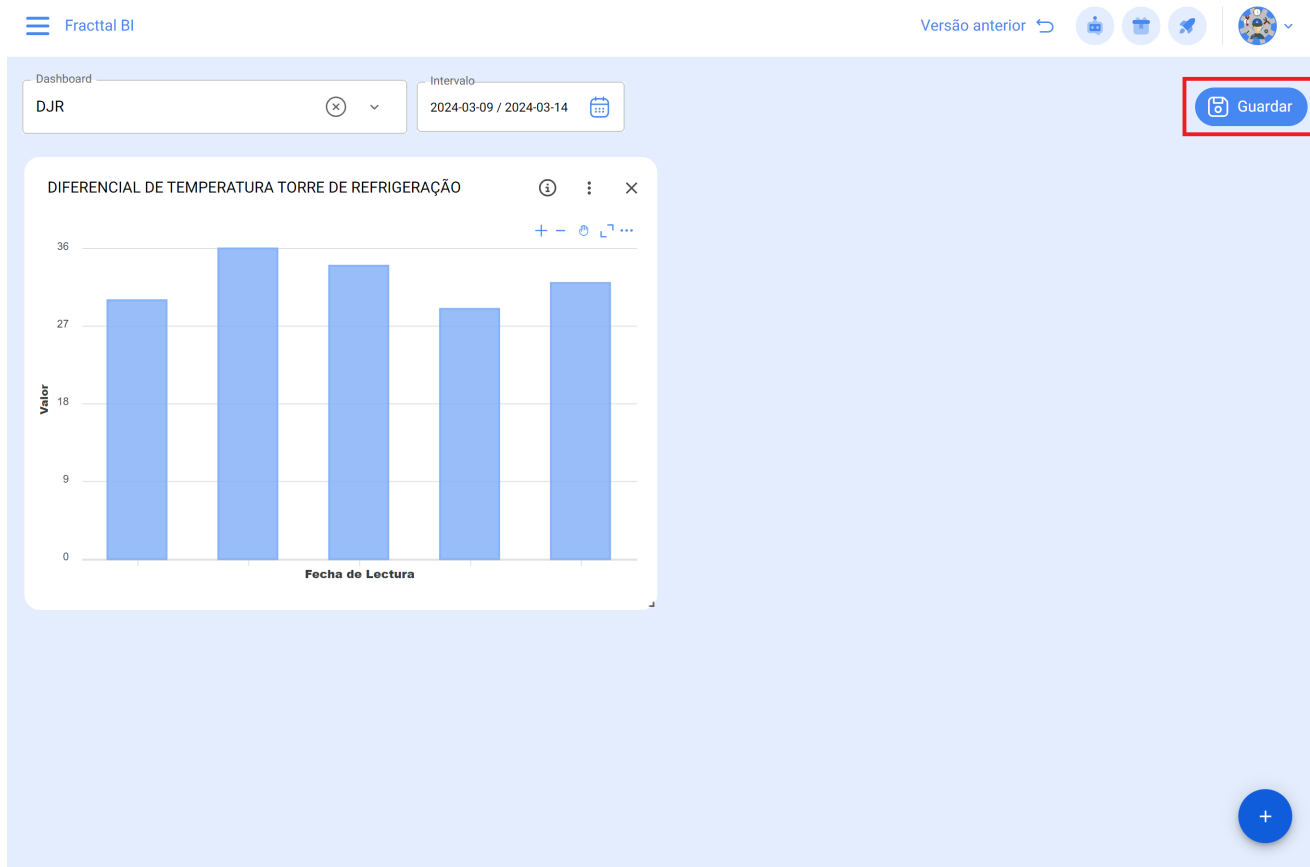 Fracttal BI
Versão anterior
Dashboard
DJR
Intervalo
2024-03-09 / 2024-03-14
Guardar
DIFERENCIAL DE TEMPERATURA TORRE DE REFRIGERAÇÃO
36
27
18
9
0
Valor
Fecha de Lectura